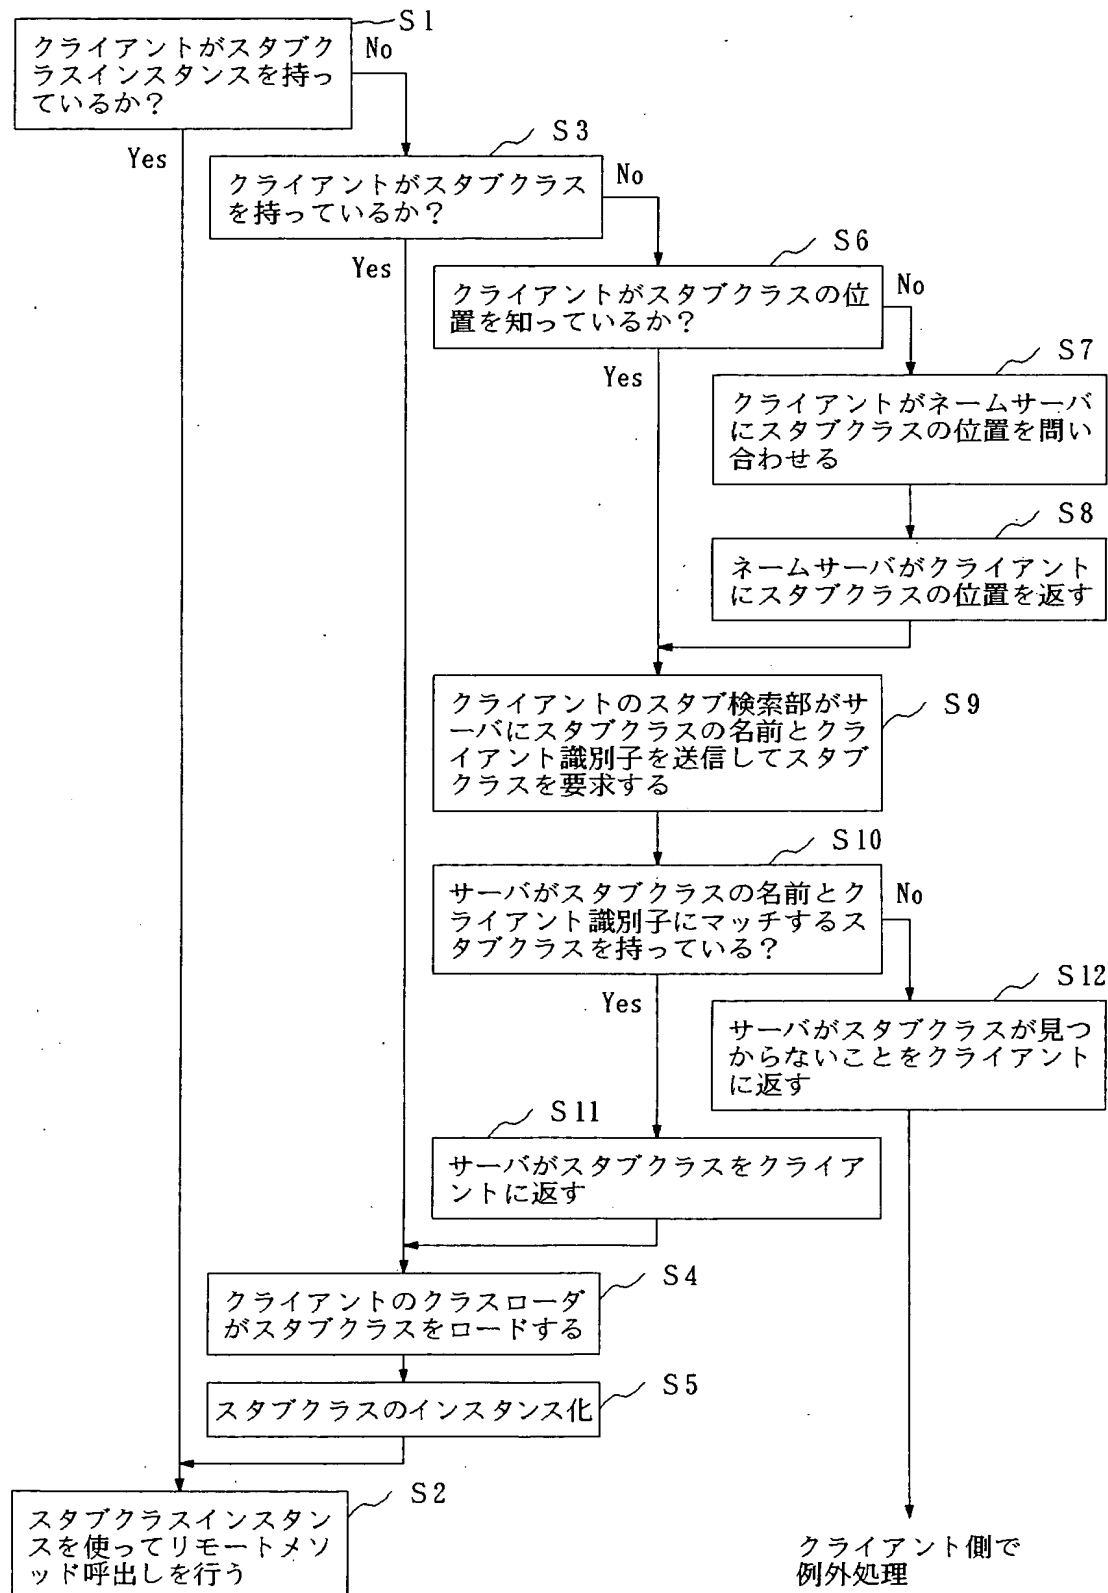 S1
クライアントがスタブク
ラスインスタンスを持っ
ているか？
No
Yes
S3
クライアントがスタブクラス
を持っているか？
No
Yes
S6
クライアントがスタブクラスの位
置を知っているか？
No
Yes
S7
クライアントがネームサーバ
にスタブクラスの位置を問い
合わせる
S8
ネームサーバがクライアント
にスタブクラスの位置を返す
S9
クライアントのスタブ検索部がサ
ーバにスタブクラスの名前とクラ
イアント識別子を送信してスタブ
クラスを要求する
S10
サーバがスタブクラスの名前とク
ライアント識別子にマッチするス
タブクラスを持っている？
No
Yes
S12
サーバがスタブクラスが見つ
からないことをクライアント
に返す
S11
サーバがスタブクラスをクライア
ントに返す
S4
クライアントのクラスローダ
がスタブクラスをロードする
S5
スタブクラスのインスタンス化
S2
スタブクラスインスタン
スを使ってリモートメソ
ッド呼出しを行う
クライアント側で
例外処理